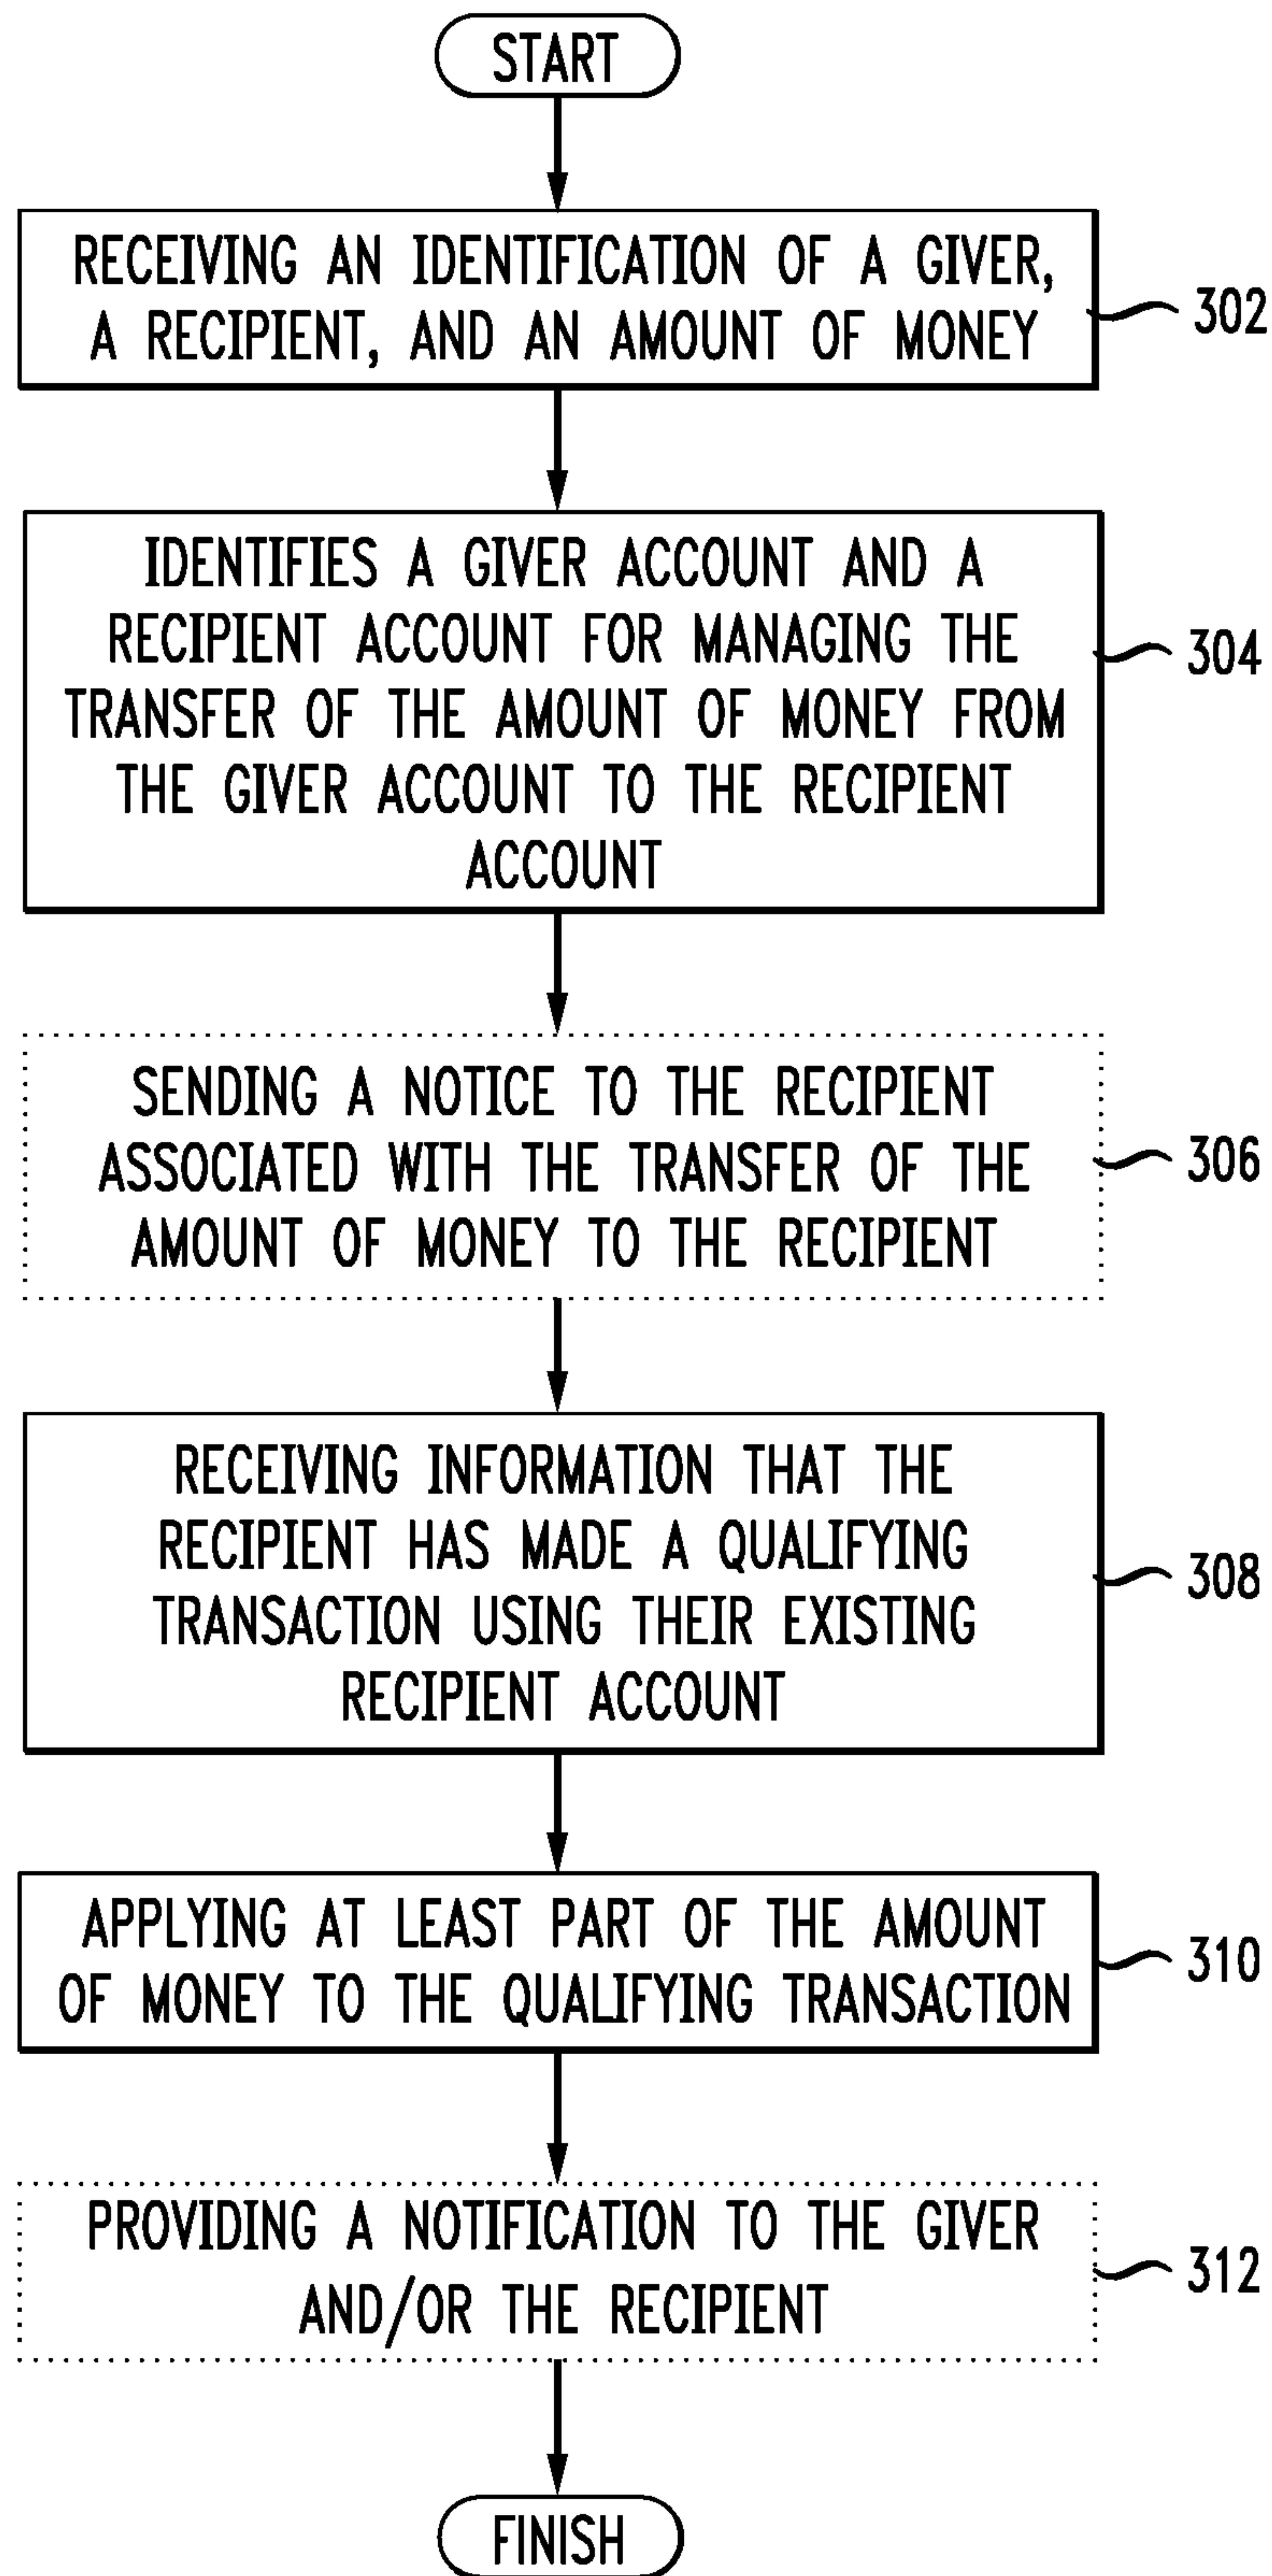 START
RECEIVING AN IDENTIFICATION OF A GIVER,
A RECIPIENT, AND AN AMOUNT OF MONEY
302
IDENTIFIES A GIVER ACCOUNT AND A
RECIPIENT ACCOUNT FOR MANAGING THE
TRANSFER OF THE AMOUNT OF MONEY FROM
THE GIVER ACCOUNT TO THE RECIPIENT
ACCOUNT
304
SENDING A NOTICE TO THE RECIPIENT
ASSOCIATED WITH THE TRANSFER OF THE
AMOUNT OF MONEY TO THE RECIPIENT
306
RECEIVING INFORMATION THAT THE
RECIPIENT HAS MADE A QUALIFYING
TRANSACTION USING THEIR EXISTING
RECIPIENT ACCOUNT
308
APPLYING AT LEAST PART OF THE AMOUNT
OF MONEY TO THE QUALIFYING TRANSACTION
310
PROVIDING A NOTIFICATION TO THE GIVER
AND/OR THE RECIPIENT
312
FINISH